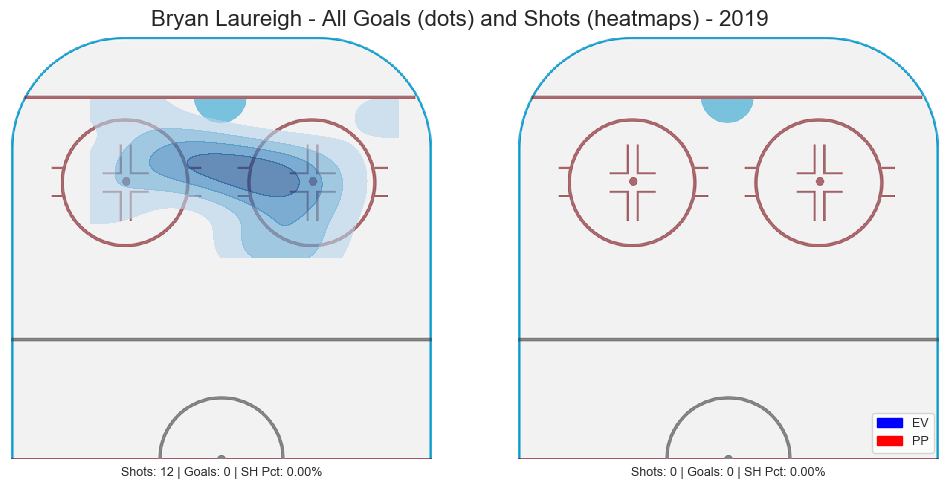 Bryan Laureigh - All Goals (dots) and Shots (heatmaps) - 2019
EV
PP
Shots: 12 | Goals: 0 | SH Pct: 0.00%
Shots: 0 | Goals: 0 | SH Pct: 0.00%